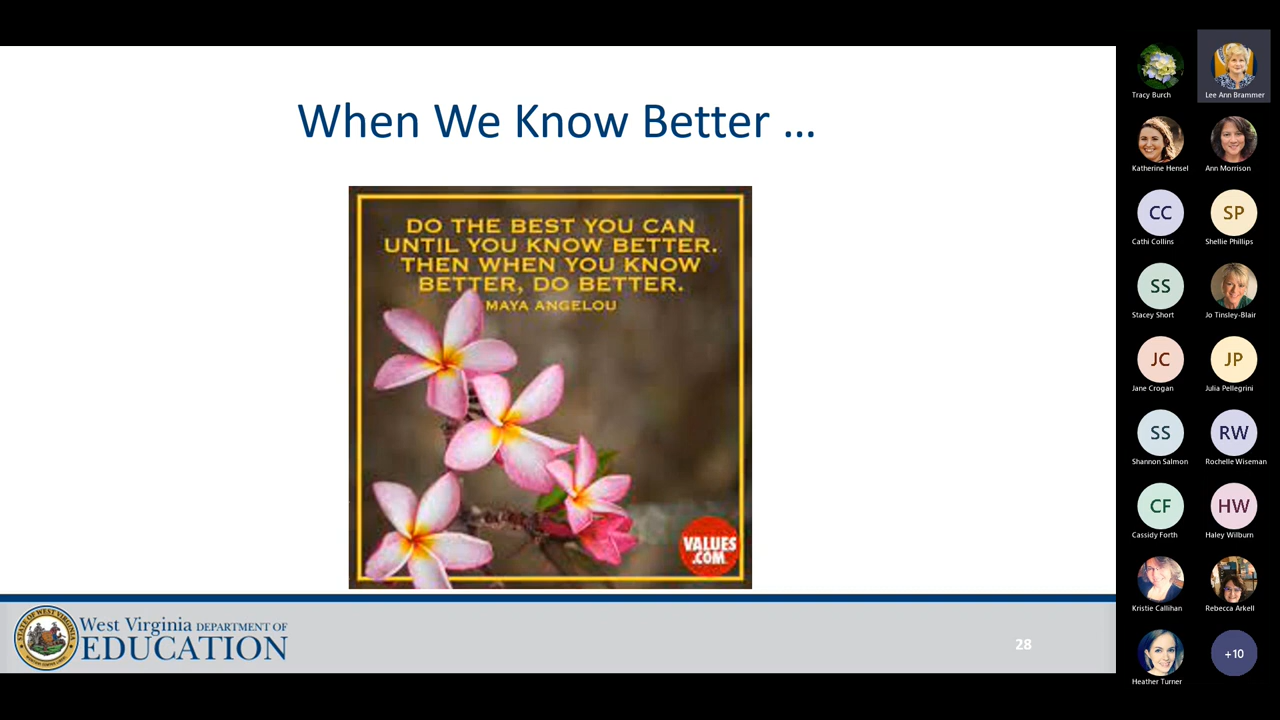 When We Know Better ...
DO THE BEST YOU CAN
UNTIL YOU KNOW BETTER.
THEN WHEN YOU KNOW
BETTER, DO BETTER.
MAYA ANGELOU
VALUES
.COM
West Virginia DEPARTMENT OF
EDUCATION
28
Tracy Burch
Lee Ann Brammer
Katherine Hensel
Ann Morrison
CC
Cathi Collins
SP
Shellie Phillips
SS
Stacey Short
Jo Tinsley-Blair
JC
Jane Crogan
JP
Julia Pellegrini
SS
Shannon Salmon
RW
Rochelle Wiseman
CF
Cassidy Forth
HW
Haley Wilburn
Kristie Callihan
Rebecca Arkell
Heather Turner
+10